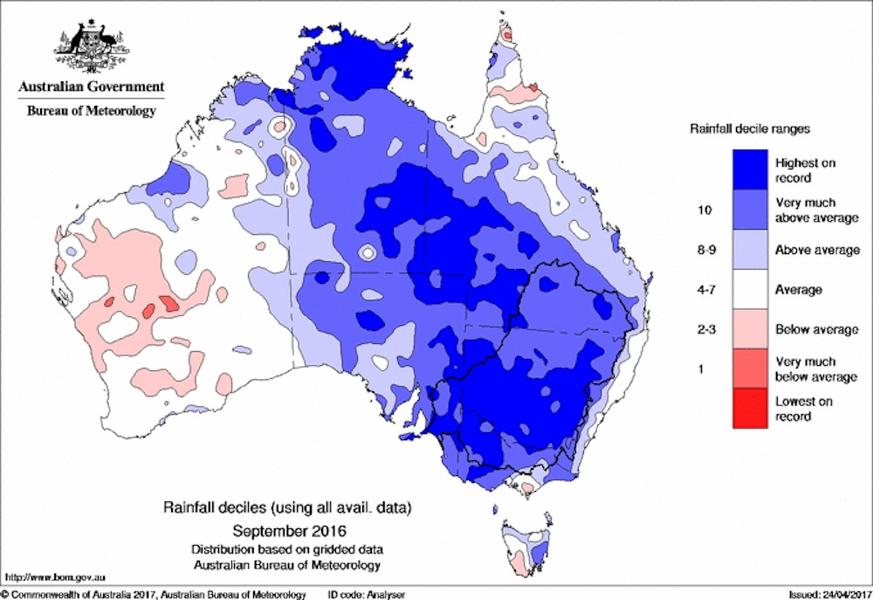 Australian Government
Bureau of Meteorology
Rainfall decile ranges
Highest on
record
10 Very much
above average
8-9 Above average
4-7 Average
2-3 Below average
1 Very much
below average
Lowest on
record
Rainfall deciles (using all avail. data)
September 2016
Distribution based on gridded data
Australian Bureau of Meteorology
http://www.bom.gov.au
© Commonwealth of Australia 2017, Australian Bureau of Meteorology ID code: Analyser Issued: 24/04/2017